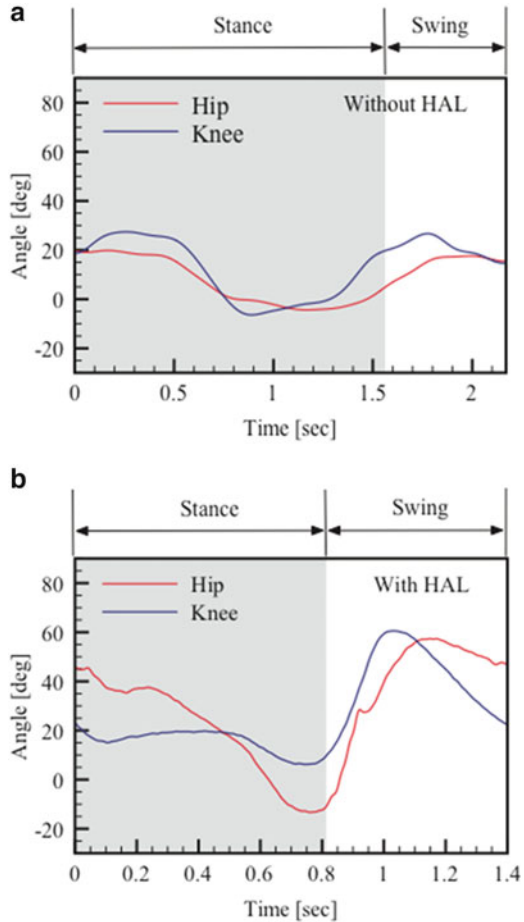 a
Stance Swing
80
60
40
20
0
-20
Hip
Knee
Without HAL
Angle [deg]
0 0.5 1 1.5 2
Time [sec]
b
Stance Swing
80
60
40
20
0
-20
Hip
Knee
With HAL
Angle [deg]
0 0.2 0.4 0.6 0.8 1 1.2 1.4
Time [sec]